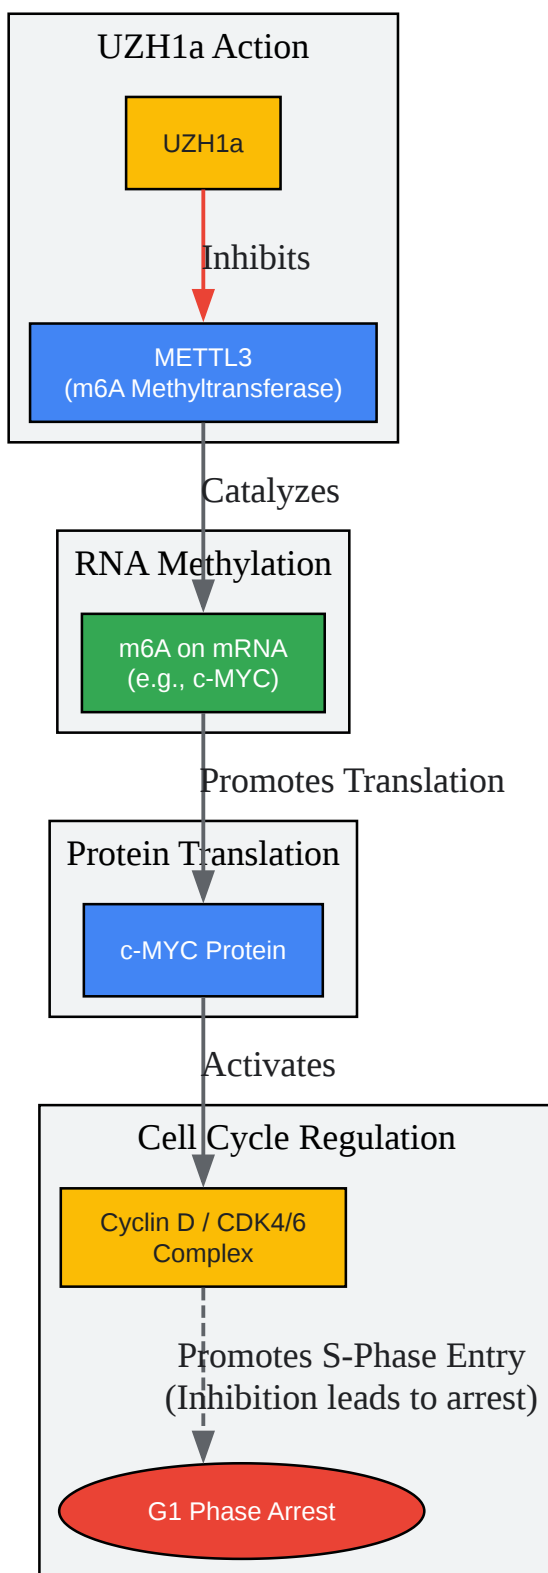 UZH1a Action
UZH1a
Inhibits
METTL3
(m6A Methyltransferase)
Catalyzes
RNA Methylation
m6A on mRNA
(e.g., c-MYC)
Promotes Translation
Protein Translation
c-MYC Protein
Activates
Cell Cycle Regulation
Cyclin D / CDK4/6
Complex
Promotes S-Phase Entry
(Inhibition leads to arrest)
G1 Phase Arrest